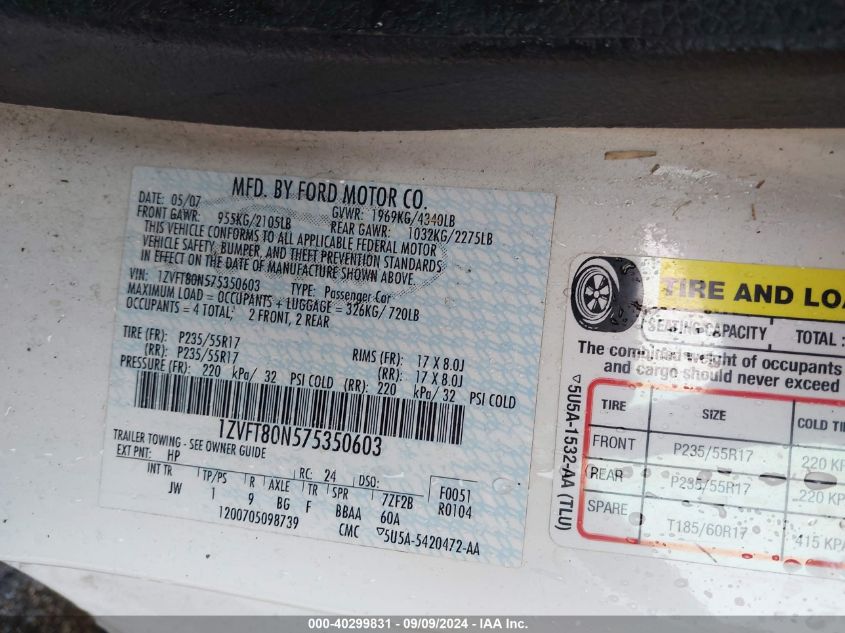 MFD. BY FORD MOTOR CO.
DATE 05/07 GVWR: 1969KG/4340LB
FRONT GAWR: 955KG/2105LB REAR GAWR: 1032KG/2275LB
THIS VEHICLE CONFORMS TO ALL APPLICABLE FEDERAL MOTOR
VEHICLE SAFETY, BUMPER, AND THEFT PREVENTION STANDARDS
IN EFFECT ON THE DATE OF MANUFACTURE SHOWN ABOVE.
VIN: 1ZVFT80N575350603 TYPE: Passenger Car
MAXIMUM LOAD = OCCUPANTS + LUGGAGE = 326KG/720LB
OCCUPANTS = 4 TOTAL, 2 FRONT, 2 REAR
TIRE (FR): P235/55R17 RIMS (FR): 17 X 8.0J
(RR): P235/55R17 (RR): 17 X 8.0J
PRESSURE (FR): 220 kPa/ 32 PSI COLD (RR): 220 kPa/ 32 PSI COLD
1ZVFT80N575350603
TRAILER TOWING - SEE OWNER GUIDE
EXT PNT: HP RC: 24 DSO: F0051
INT TR TP/PS R AXLE TR SPR 7ZF2B R0104
JW 1 9 BG F BBAA 60A
1200705098739 CMC ▽5U5A-5420472-AA
TIRE AND LOA
SEATING CAPACITY TOTAL :
The combined weight of occupants
and cargo should never exceed
TIRE SIZE COLD TI
FRONT P235/55R17 220 KP
REAR P235/55R17 220 KP
SPARE T185/60R17 415 KPA
▽5U5A-1532-AA (TLU)
000-40299831 - 09/09/2024 - IAA Inc.